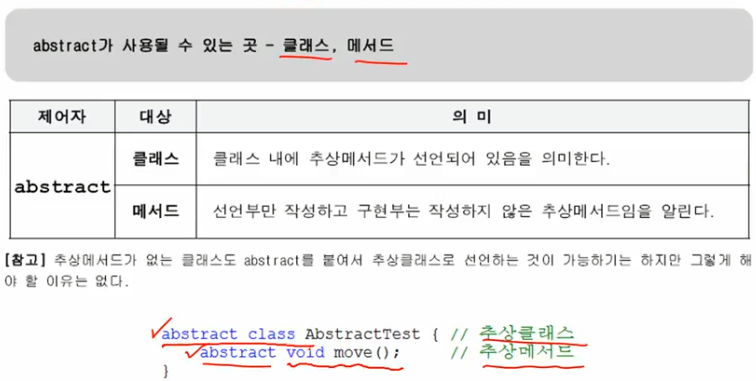 abstract가 사용될 수 있는 곳 - 클래스, 메서드
제어자 대상 의 미
abstract
클래스 클래스 내에 추상메서드가 선언되어 있음을 의미한다.
메서드 선언부만 작성하고 구현부는 작성하지 않은 추상메서드임을 알린다.
[참고] 추상메서드가 없는 클래스도 abstract를 붙여서 추상클래스로 선언하는 것이 가능하기는 하지만 그렇게 해
야 할 이유는 없다.
abstract class AbstractTest { // 추상클래스
abstract void move(); // 추상메서드
}